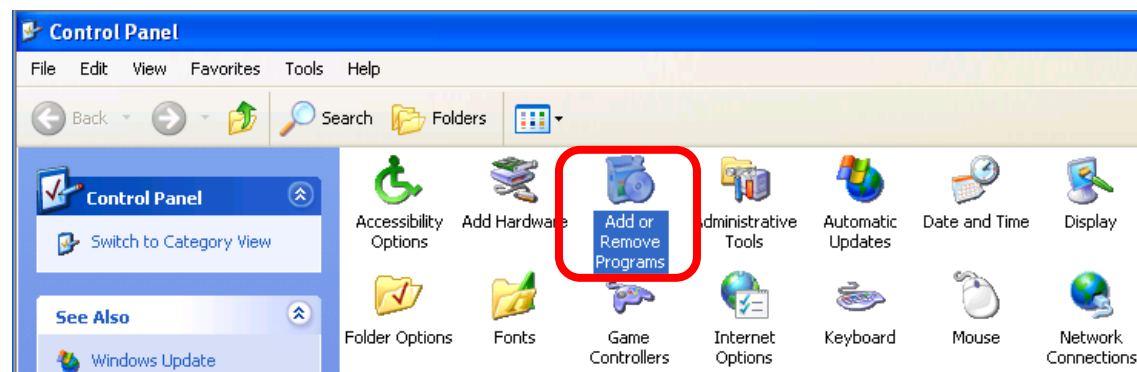 Control Panel
File Edit View Favorites Tools Help
Back Search Folders
Control Panel
Switch to Category View
See Also
Windows Update
Accessibility
Options
Add Hardware
Add or
Remove
Programs
Administrative
Tools
Automatic
Updates
Date and Time
Display
Folder Options
Fonts
Game
Controllers
Internet
Options
Keyboard
Mouse
Network
Connections